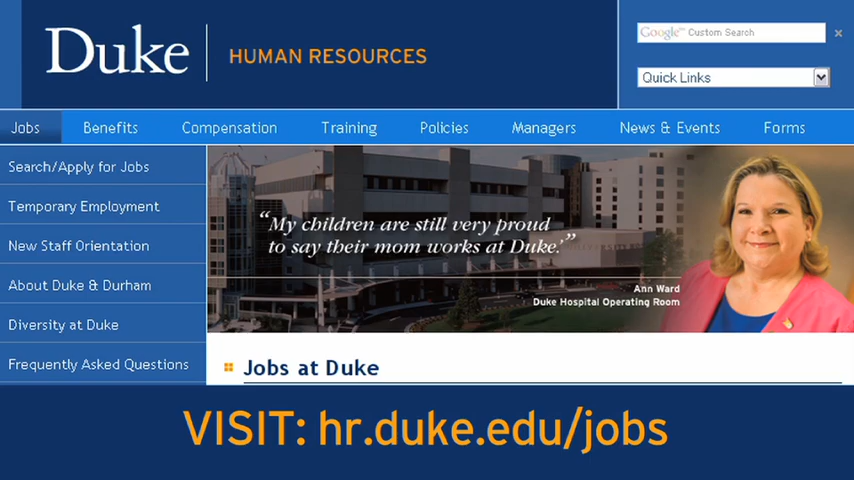 Duke
HUMAN RESOURCES
Google™ Custom Search
×
Quick Links
Jobs
Benefits
Compensation
Training
Policies
Managers
News & Events
Forms
Search/Apply for Jobs
Temporary Employment
New Staff Orientation
About Duke & Durham
Diversity at Duke
Frequently Asked Questions
“My children are still very proud
to say their mom works at Duke.”
Ann Ward
Duke Hospital Operating Room
Jobs at Duke
VISIT: hr.duke.edu/jobs